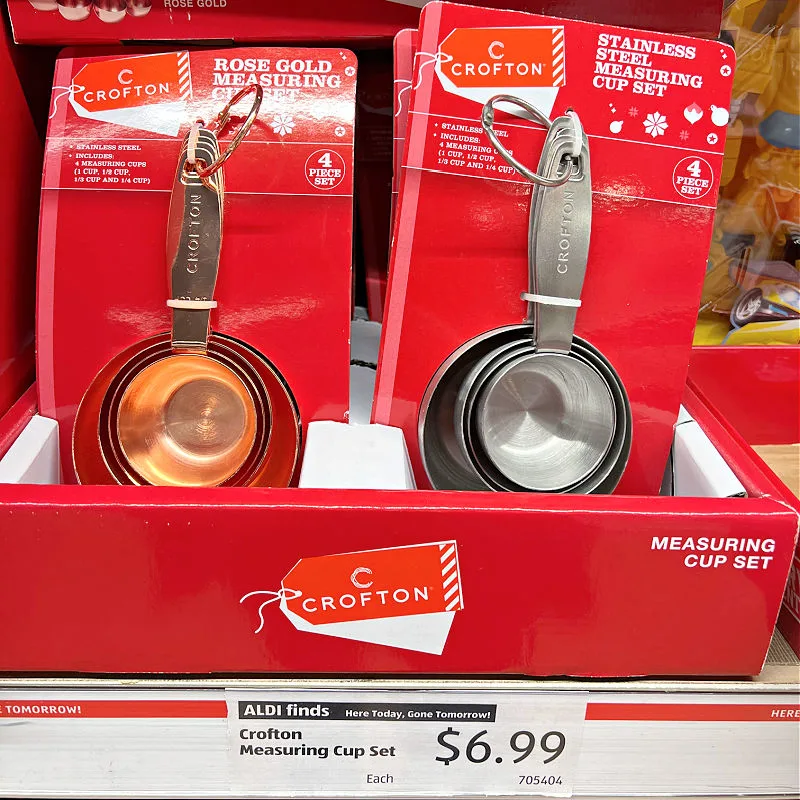 ROSE GOLD
C
CROFTON
ROSE GOLD
MEASURING
CUP SET
• STAINLESS STEEL
• INCLUDES:
4 MEASURING CUPS
(1 CUP, 1/2 CUP,
1/3 CUP AND 1/4 CUP)
4
PIECE
SET
CROFTON
C
CROFTON
STAINLESS
STEEL
MEASURING
CUP SET
• STAINLESS STEEL
• INCLUDES:
4 MEASURING CUPS
(1 CUP, 1/2 CUP,
1/3 CUP AND 1/4 CUP)
4
PIECE
SET
CROFTON
C
CROFTON®
MEASURING
CUP SET
TOMORROW!
ALDI finds Here Today, Gone Tomorrow!
HERE
Crofton
Measuring Cup Set
$6.99
Each
705404